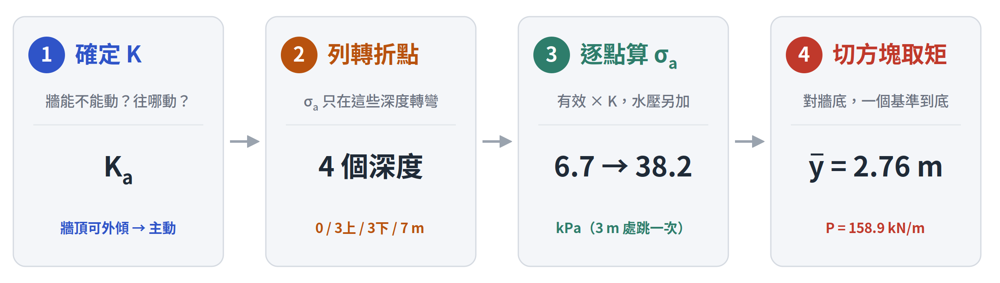 1 確定 K
牆能不能動？往哪動？
Kₐ
牆頂可外傾 → 主動
2 列轉折點
σₐ 只在這些深度轉彎
4 個深度
0 / 3上 / 3下 / 7 m
3 逐點算 σₐ
有效 × K，水壓另加
6.7 → 38.2
kPa（3 m 處跳一次）
4 切方塊取矩
對牆底，一個基準到底
y̅ = 2.76 m
P = 158.9 kN/m